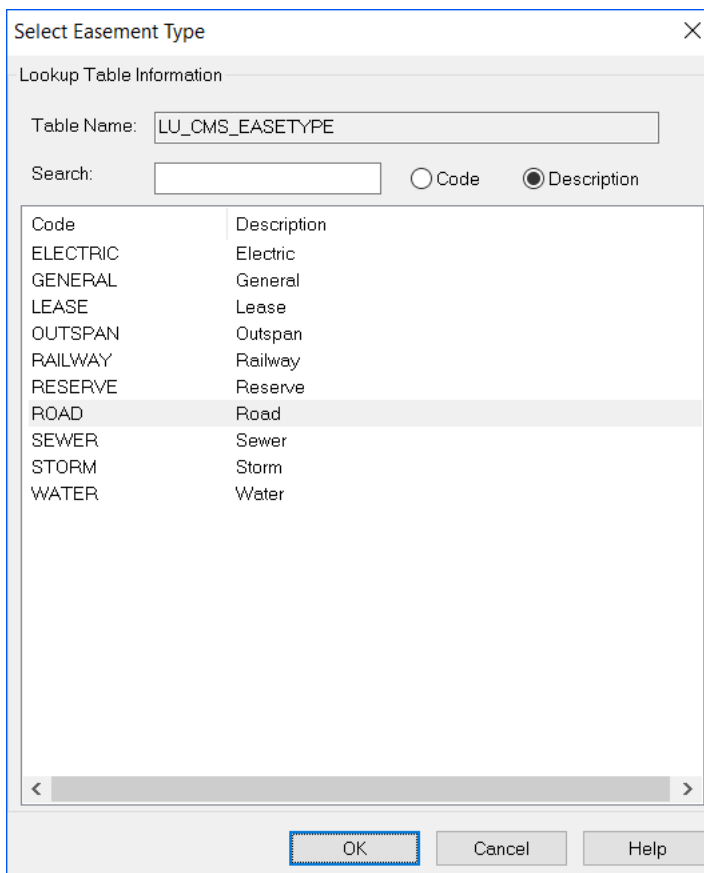 Select Easement Type
Lookup Table Information
Table Name: LU_CMS_EASETYPE
Search: Code Description
Code Description
ELECTRIC Electric
GENERAL General
LEASE Lease
OUTSPAN Outspan
RAILWAY Railway
RESERVE Reserve
ROAD Road
SEWER Sewer
STORM Storm
WATER Water
OK Cancel Help